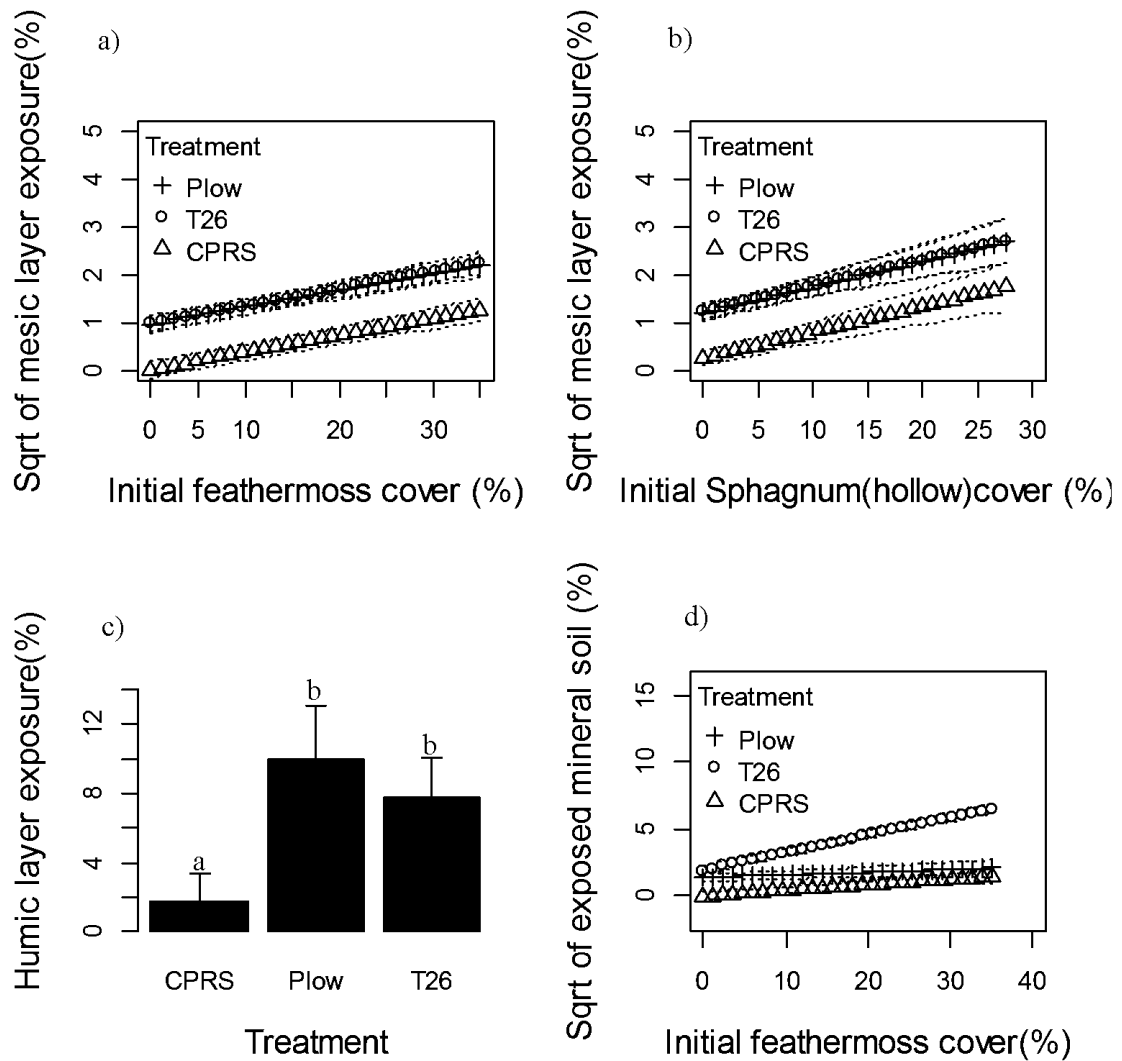 a)
Sqrt of mesic layer exposure(%)
5
4
3
2
1
0
Treatment
Plow
T26
CPRS
0 5 10 20 30
Initial feathermoss cover (%)
b)
Sqrt of mesic layer exposure(%)
5
4
3
2
1
0
Treatment
Plow
T26
CPRS
0 5 10 15 20 25 30
Initial Sphagnum(hollow)cover (%)
c)
Humic layer exposure(%)
12
8
4
0
a
b
b
CPRS Plow T26
Treatment
d)
Sqrt of exposed mineral soil (%)
15
10
5
0
Treatment
Plow
T26
CPRS
0 10 20 30 40
Initial feathermoss cover(%)